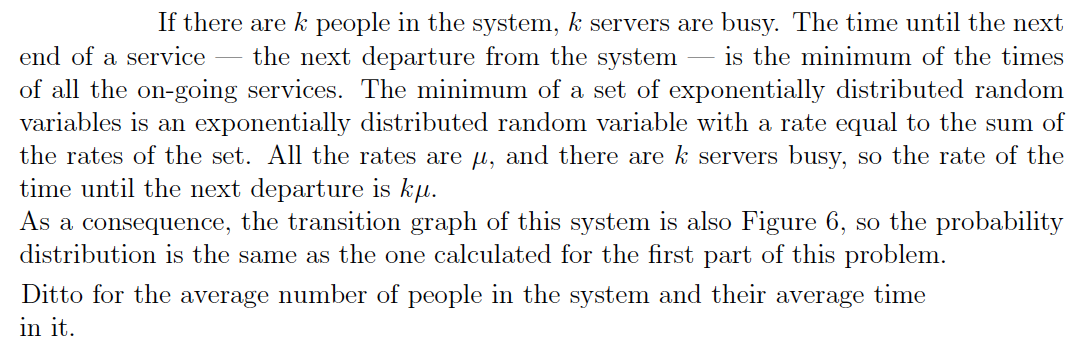 If there are k people in the system, k servers are busy. The time until the next
end of a service — the next departure from the system — is the minimum of the times
of all the on-going services. The minimum of a set of exponentially distributed random
variables is an exponentially distributed random variable with a rate equal to the sum of
the rates of the set. All the rates are μ, and there are k servers busy, so the rate of the
time until the next departure is kμ.
As a consequence, the transition graph of this system is also Figure 6, so the probability
distribution is the same as the one calculated for the first part of this problem.
Ditto for the average number of people in the system and their average time
in it.